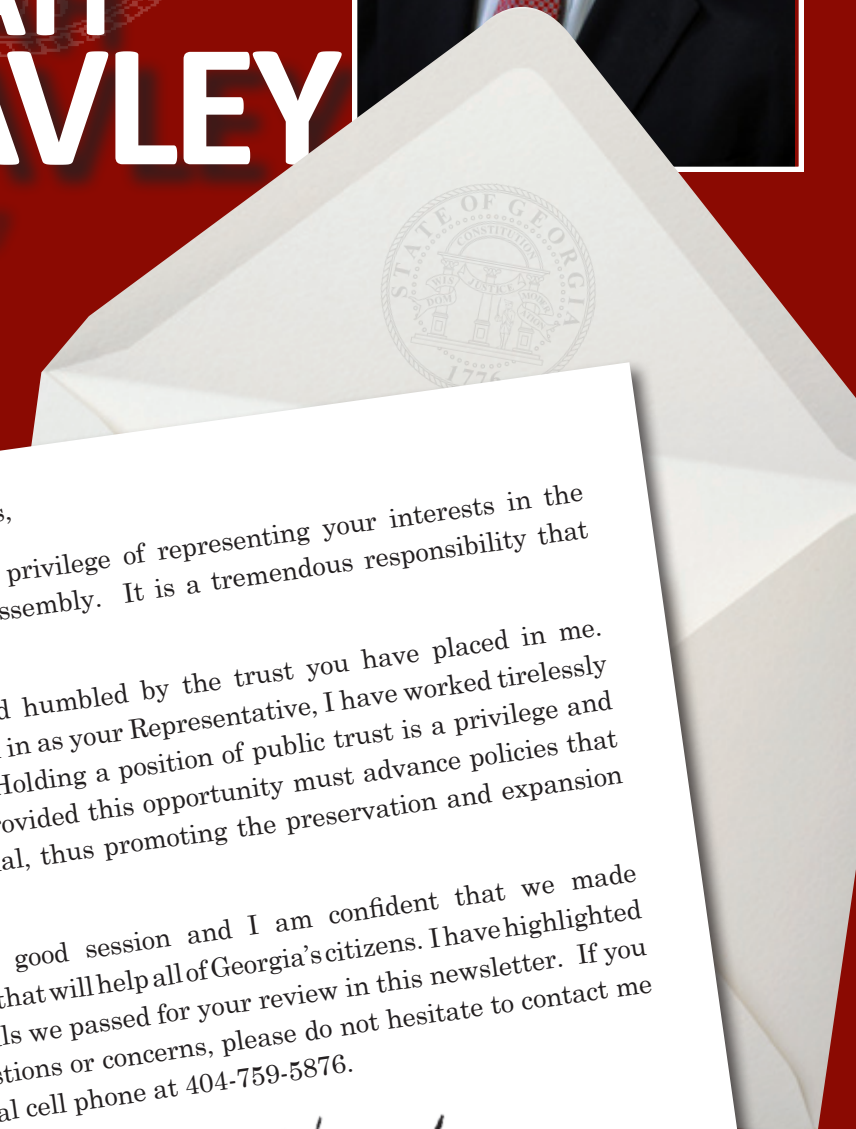 AVLEY
STATE OF GEORGIA
CONSTITUTION
WIS
DOM
JUSTICE
MODER
ATION
1776
s,
privilege of representing your interests in the
ssembly. It is a tremendous responsibility that
d humbled by the trust you have placed in me.
in as your Representative, I have worked tirelessly
Holding a position of public trust is a privilege and
rovided this opportunity must advance policies that
al, thus promoting the preservation and expansion
good session and I am confident that we made
that will help all of Georgia's citizens. I have highlighted
ls we passed for your review in this newsletter. If you
stions or concerns, please do not hesitate to contact me
al cell phone at 404-759-5876.